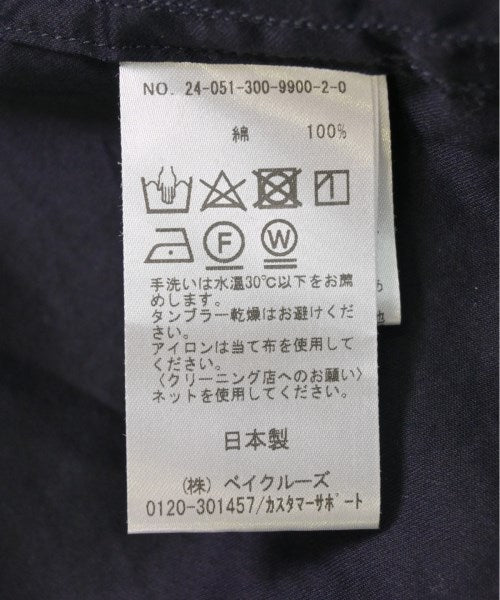 NO. 24-051-300-9900-2-0
綿 100%
F W
手洗いは水温30℃以下をお薦
めします。
タンブラー乾燥はお避けくだ
さい。
アイロンは当て布を使用して
ください。
〈クリーニング店へのお願い〉
ネットを使用してください。
日本製
(株) ベイクルーズ
0120-301457/カスタマーサポート
る
他